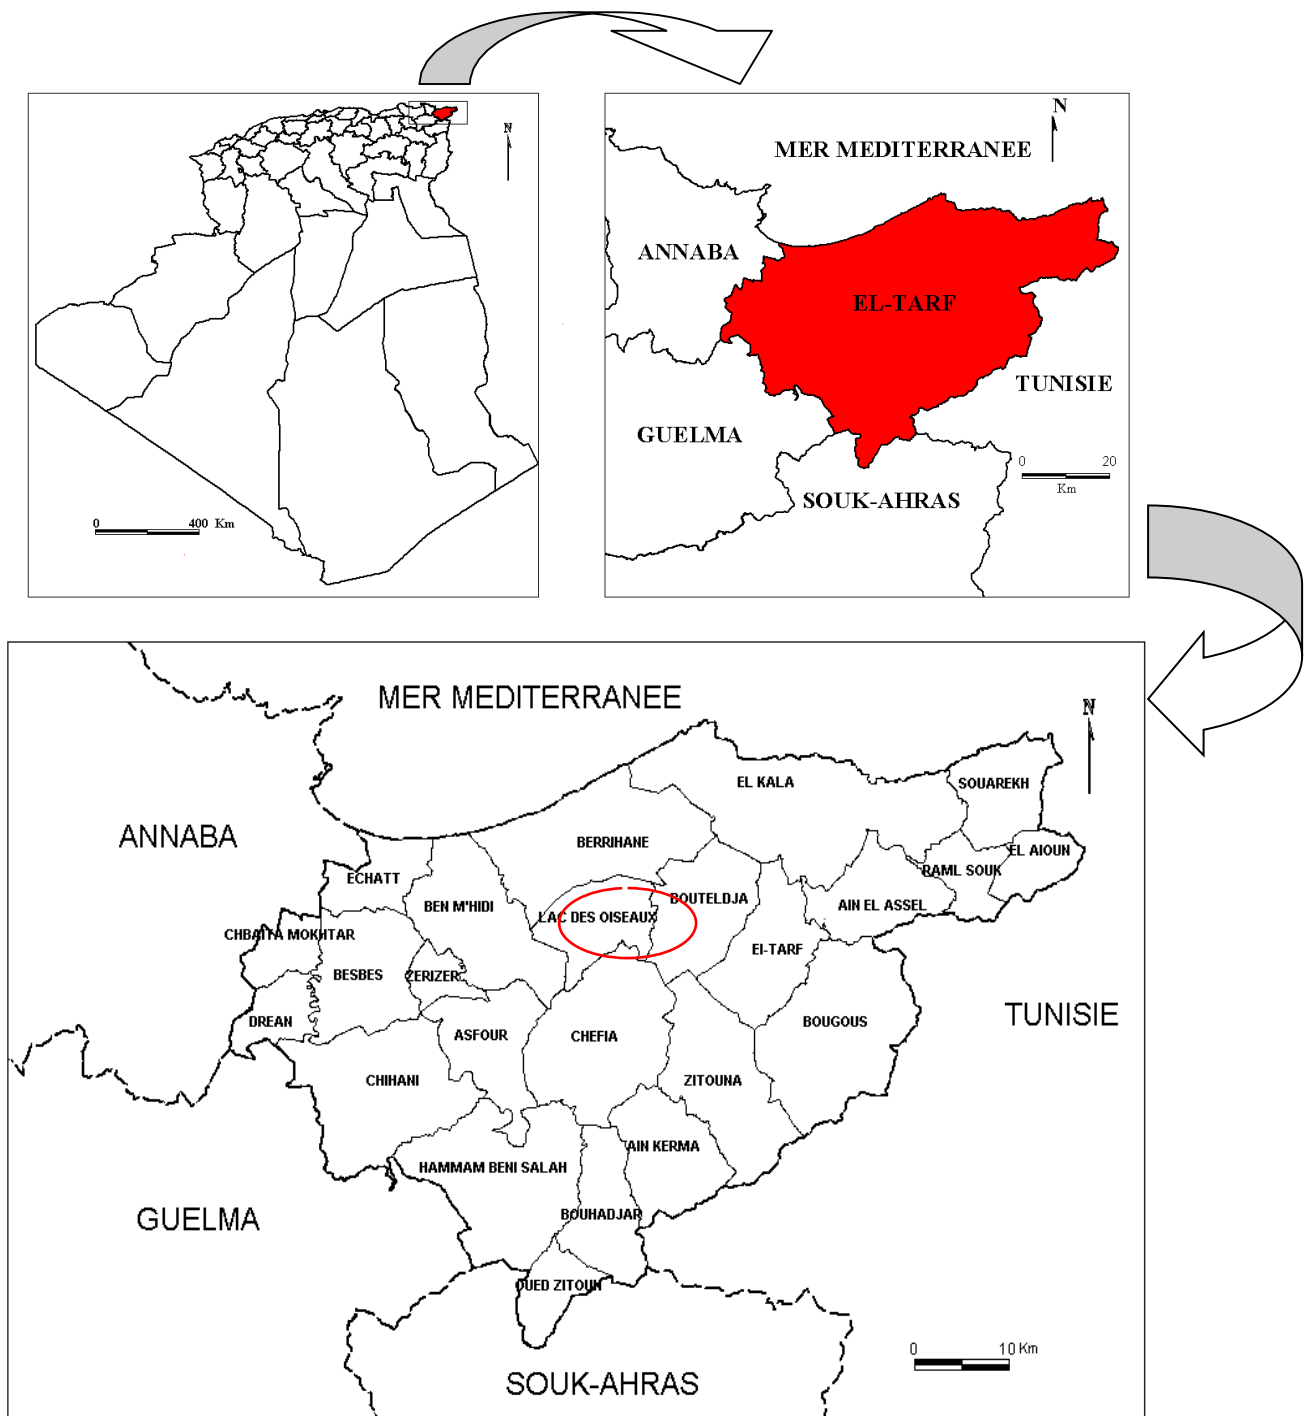 N
0 400 Km
N
MER MEDITERRANEE
ANNABA
EL-TARF
TUNISIE
GUELMA
0 20
Km
SOUK-AHRAS
MER MEDITERRANEE
N
EL KALA
SOUAREKH
ANNABA
BERRIHANE
EL AIOUN
RAML SOUK
ECHATT
BOUTELDJA
BEN M'HIDI
AIN EL ASSEL
LAC DES OISEAUX
CHBAITA MOKHTAR
El-TARF
BESBES
ZERIZER
TUNISIE
DREAN
BOUGOUS
ASFOUR
CHEFIA
CHIHANI
ZITOUNA
AIN KERMA
HAMMAM BENI SALAH
GUELMA
BOUHADJAR
OUED ZITOUN
0 10 Km
SOUK-AHRAS